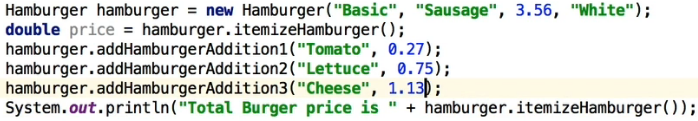 Hamburger hamburger = new Hamburger("Basic", "Sausage", 3.56, "White");
double price = hamburger.itemizeHamburger();
hamburger.addHamburgerAddition1("Tomato", 0.27);
hamburger.addHamburgerAddition2("Lettuce", 0.75);
hamburger.addHamburgerAddition3("Cheese", 1.13);
System.out.println("Total Burger price is " + hamburger.itemizeHamburger());